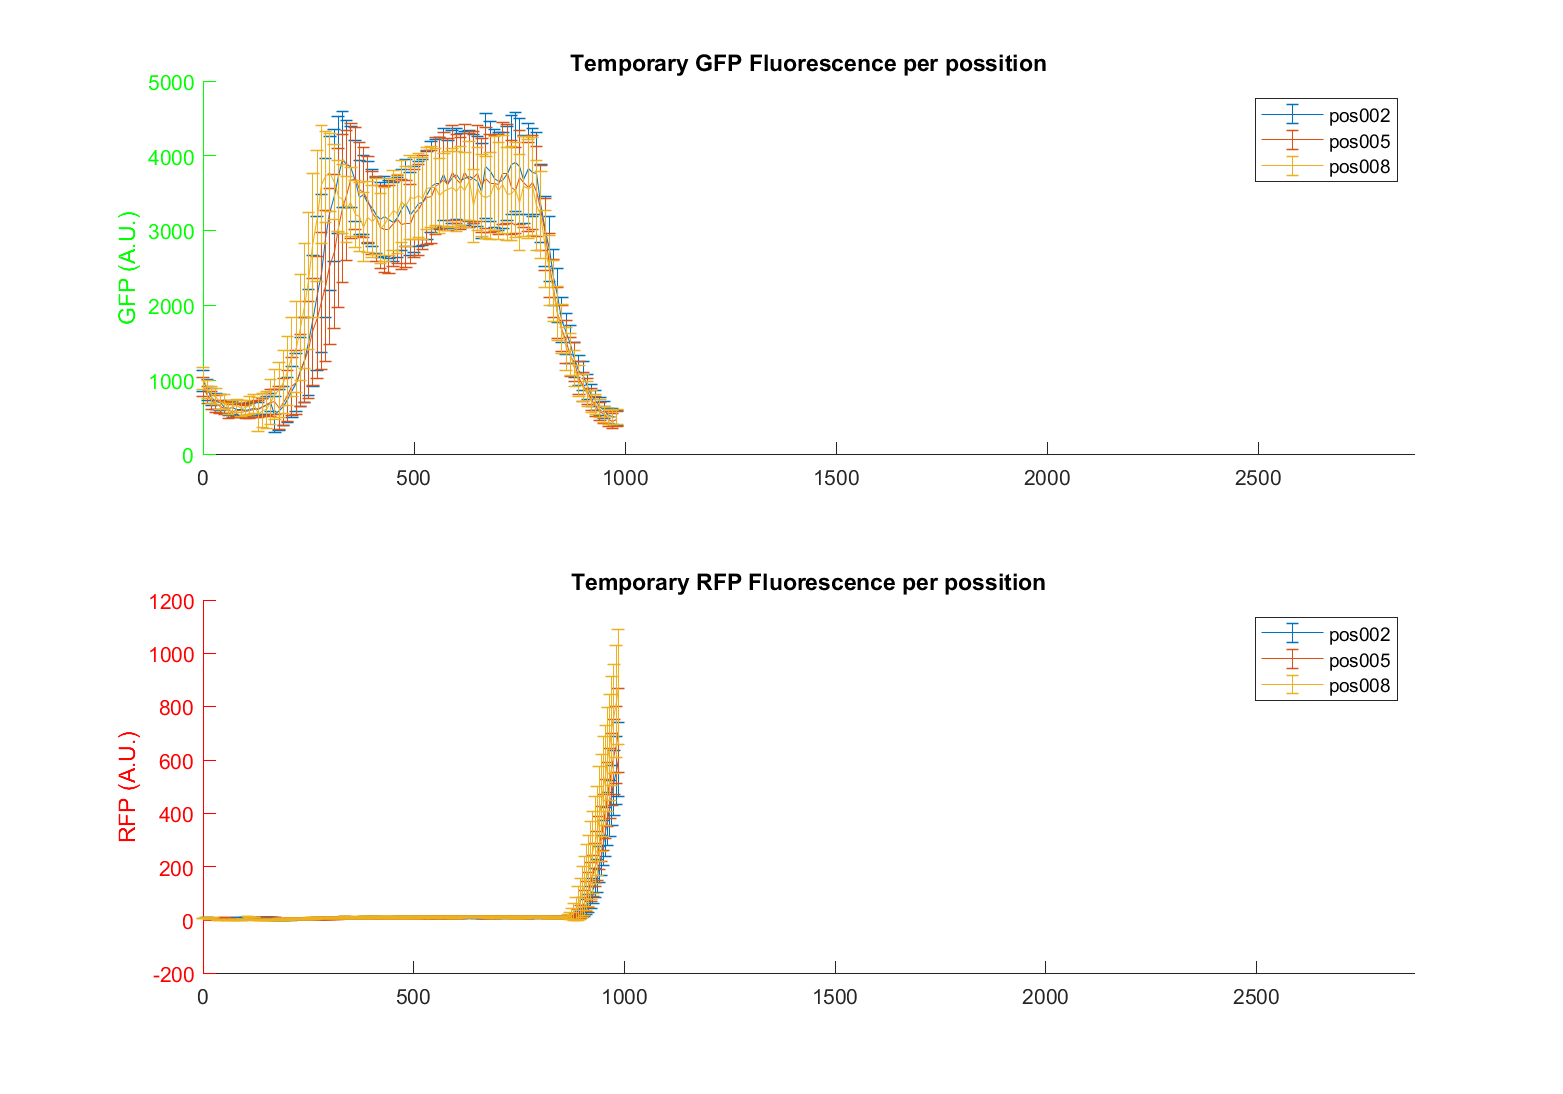 Temporary GFP Fluorescence per possition
5000
4000
3000
2000
1000
0
GFP (A.U.)
0 500 1000 1500 2000 2500
pos002
pos005
pos008
Temporary RFP Fluorescence per possition
1200
1000
800
600
400
200
0
-200
RFP (A.U.)
0 500 1000 1500 2000 2500
pos002
pos005
pos008